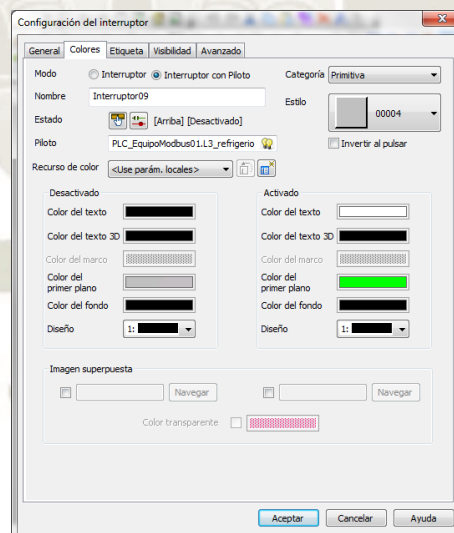 Configuración del interruptor
General Colores Etiqueta Visibilidad Avanzado
Modo Interruptor Interruptor con Piloto Categoría Primitiva
Nombre Interruptor09
Estilo 00004
Estado [Arriba] [Desactivado]
Piloto PLC_EquipoModbus01.L3_refrigerio Invertir al pulsar
Recurso de color <Use parám. locales>
Desactivado Activado
Color del texto Color del texto
Color del texto 3D Color del texto 3D
Color del marco Color del marco
Color del primer plano Color del primer plano
Color del fondo Color del fondo
Diseño 1: Diseño 1:
Imagen superpuesta
Navegar Navegar
Color transparente
Aceptar Cancelar Ayuda